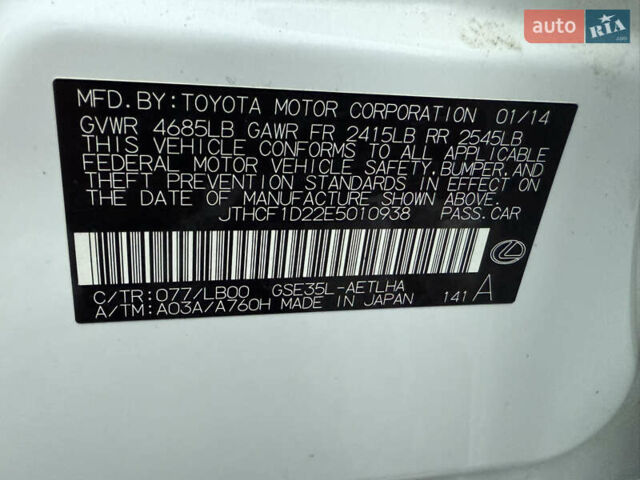 auto RIA.com
MFD.BY:TOYOTA MOTOR CORPORATION 01/14
GVWR 4685LB GAWR FR 2415LB RR 2545LB
THIS VEHICLE CONFORMS TO ALL APPLICABLE
FEDERAL MOTOR VEHICLE SAFETY,BUMPER,AND
THEFT PREVENTION STANDARDS IN EFFECT ON
THE DATE OF MANUFACTURE SHOWN ABOVE.
JTHCF1D22E5010938 PASS.CAR
C/TR:077/LB00 GSE35L-AETLHA
A/TM:A03A/A760H MADE IN JAPAN 141 A